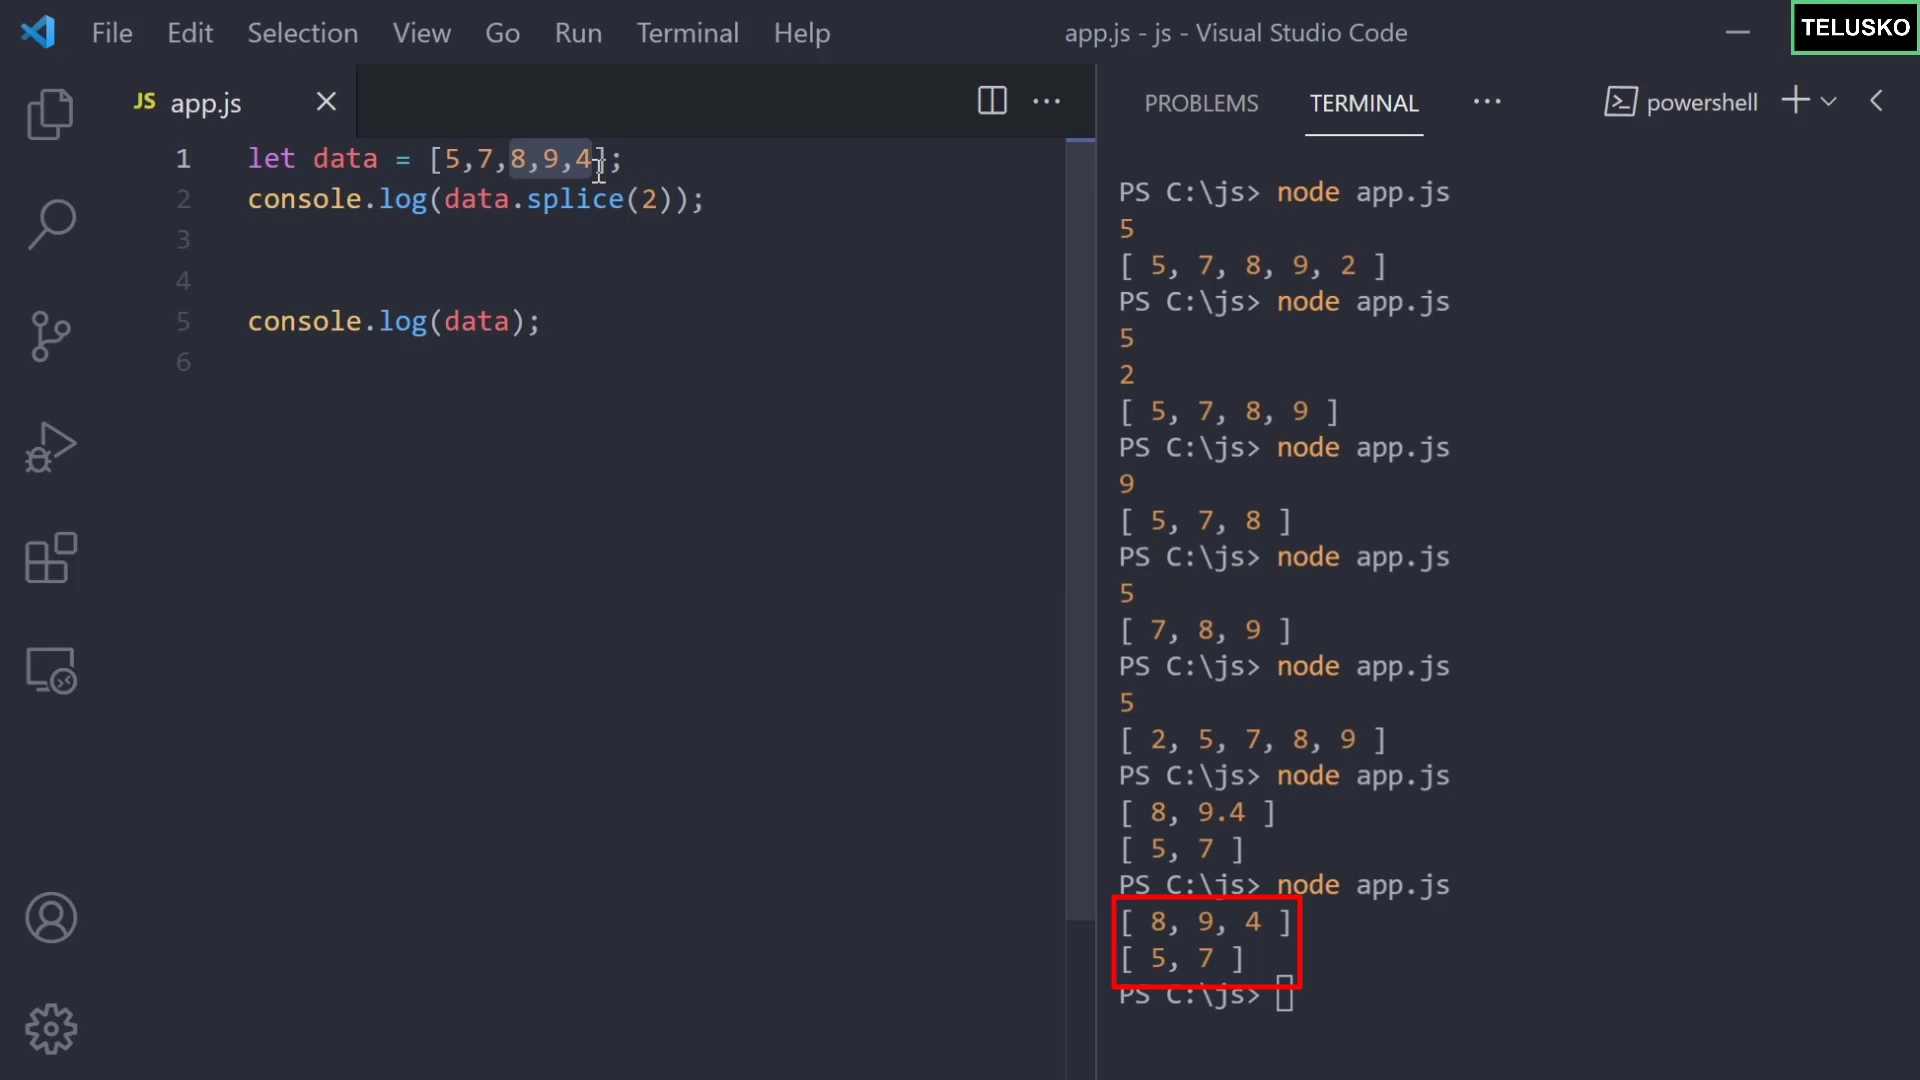 File Edit Selection View Go Run Terminal Help
app.js - js - Visual Studio Code
TELUSKO
JS app.js
1 let data = [5,7,8,9,4];
2 console.log(data.splice(2));
3
4
5 console.log(data);
6
PROBLEMS TERMINAL
powershell
PS C:\js> node app.js
5
[ 5, 7, 8, 9, 2 ]
PS C:\js> node app.js
5
2
[ 5, 7, 8, 9 ]
PS C:\js> node app.js
9
[ 5, 7, 8 ]
PS C:\js> node app.js
5
[ 7, 8, 9 ]
PS C:\js> node app.js
5
[ 2, 5, 7, 8, 9 ]
PS C:\js> node app.js
[ 8, 9.4 ]
[ 5, 7 ]
PS C:\js> node app.js
[ 8, 9, 4 ]
[ 5, 7 ]
PS C:\js>